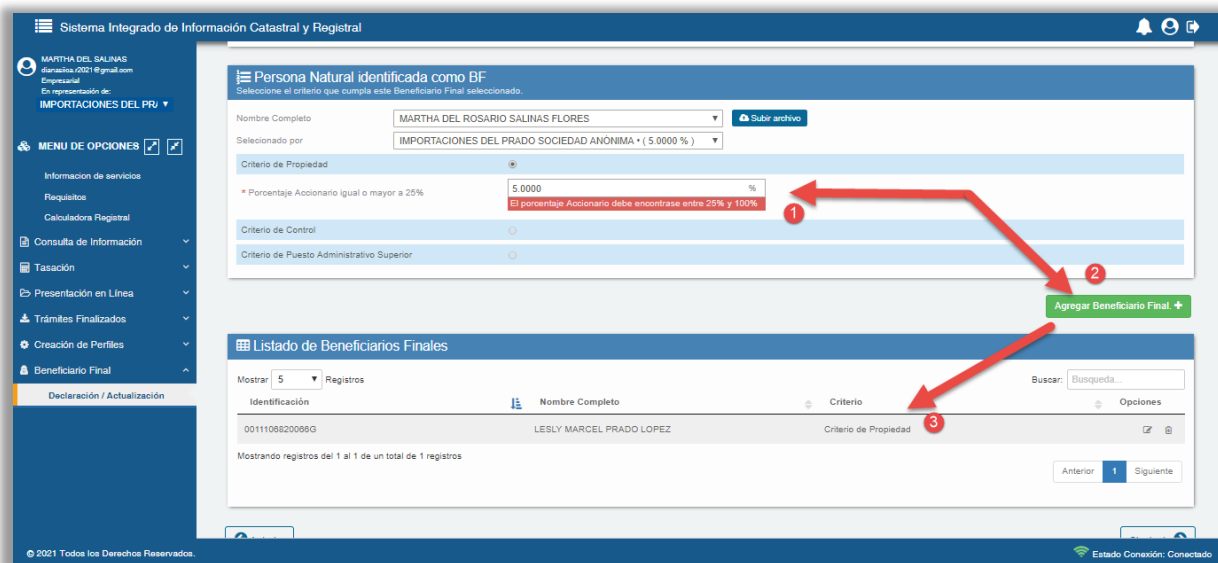 Sistema Integrado de Información Catastral y Registral
MARTHA DEL SALINAS
Empresarial
En representación de:
IMPORTACIONES DEL PR
MENU DE OPCIONES
Informacion de servicios
Requisitos
Calculadora Registral
Consulta de Información
Tasación
Presentación en Línea
Trámites Finalizados
Creación de Perfiles
Beneficiario Final
Declaración / Actualización
Persona Natural identificada como BF
Seleccione el criterio que cumpla este Beneficiario Final seleccionado.
Nombre Completo MARTHA DEL ROSARIO SALINAS FLORES Subir archivo
Selecionado por IMPORTACIONES DEL PRADO SOCIEDAD ANÓNIMA • ( 5.0000 % )
Criterio de Propiedad
* Porcentaje Accionario igual o mayor a 25% 5.0000 %
El porcentaje Accionario debe encontrase entre 25% y 100%
1
Criterio de Control
Criterio de Puesto Administrativo Superior
2
Agregar Beneficiario Final. +
Listado de Beneficiarios Finales
Mostrar 5 Registros Buscar: Busqueda...
Identificación Nombre Completo Criterio Opciones
0011106820066G LESLY MARCEL PRADO LOPEZ Criterio de Propiedad
3
Mostrando registros del 1 al 1 de un total de 1 registros
Anterior 1 Siguiente
© 2021 Todos los Derechos Reservados.
Estado Conexión: Conectado